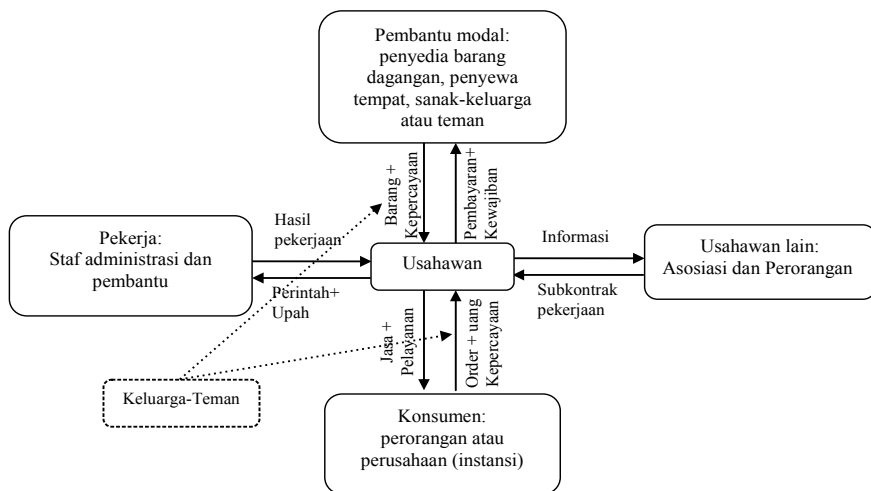 Pembantu modal:
penyedia barang
dagangan, penyewa
tempat, sanak-keluarga
atau teman
Barang +
Kepercayaan
Pembayaran+
Kewajiban
Pekerja:
Staf administrasi dan
pembantu
Hasil
pekerjaan
Perintah+
Upah
Usahawan
Informasi
Subkontrak
pekerjaan
Usahawan lain:
Asosiasi dan Perorangan
Jasa +
Pelayanan
Order + uang
Kepercayaan
Keluarga-Teman
Konsumen:
perorangan atau
perusahaan (instansi)